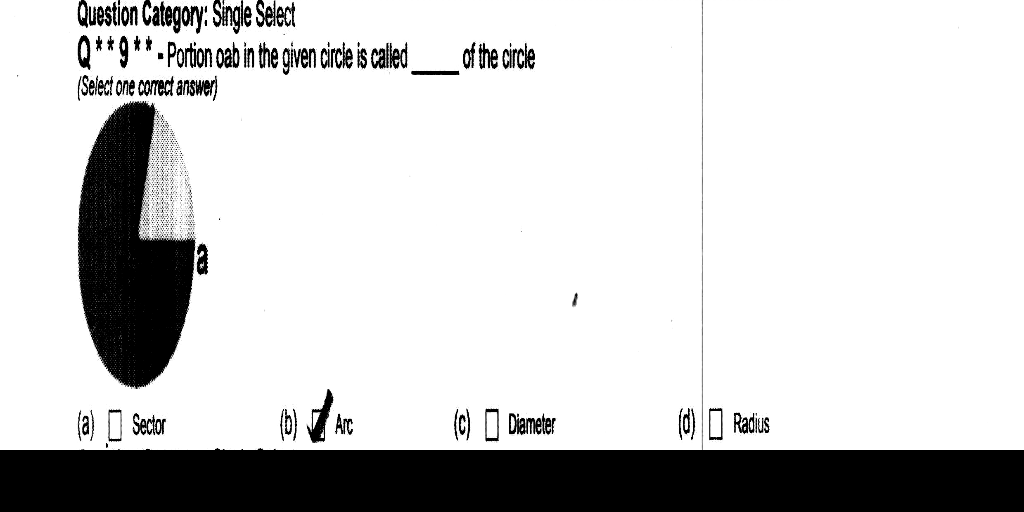 Question Category: Single Select
Q**9** - Portion oab in the given circle is called _____ of the circle
(Select one correct answer)
a
(a) Sector (b) Arc (c) Diameter (d) Radius